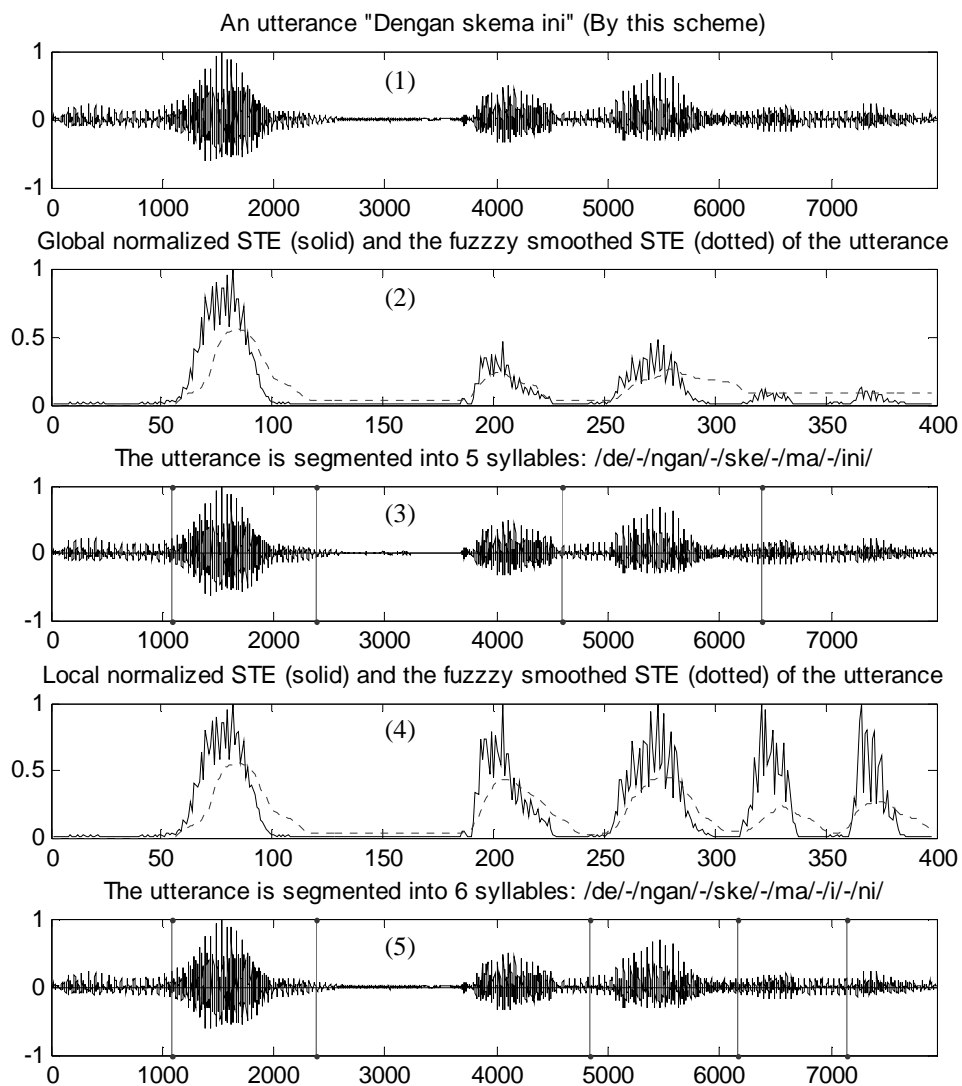 An utterance "Dengan skema ini" (By this scheme)
1
(1)
0
-1
0 1000 2000 3000 4000 5000 6000 7000
Global normalized STE (solid) and the fuzzzy smoothed STE (dotted) of the utterance
1
(2)
0.5
0
0 50 100 150 200 250 300 350 400
The utterance is segmented into 5 syllables: /de/-/ngan/-/ske/-/ma/-/ini/
1
(3)
0
-1
0 1000 2000 3000 4000 5000 6000 7000
Local normalized STE (solid) and the fuzzzy smoothed STE (dotted) of the utterance
1
(4)
0.5
0
0 50 100 150 200 250 300 350 400
The utterance is segmented into 6 syllables: /de/-/ngan/-/ske/-/ma/-/i/-/ni/
1
(5)
0
-1
0 1000 2000 3000 4000 5000 6000 7000